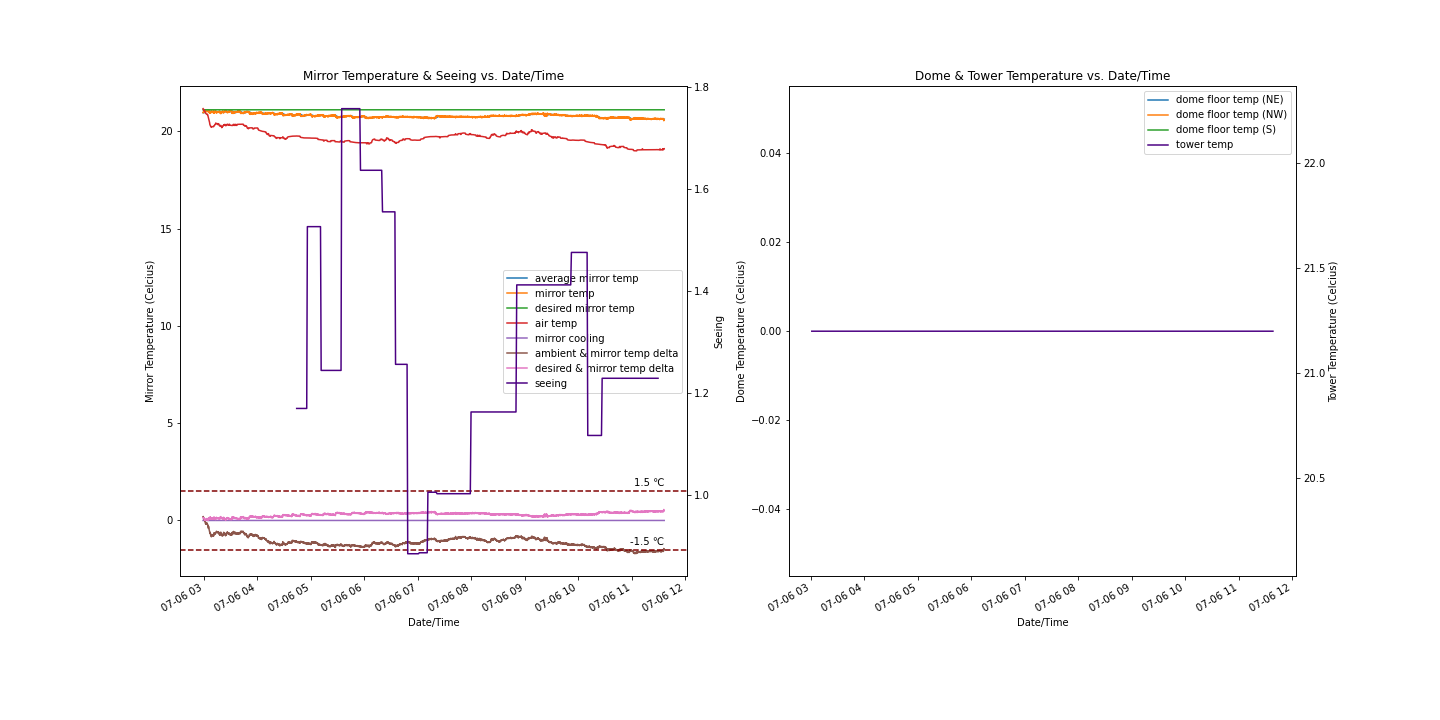 Mirror Temperature & Seeing vs. Date/Time
Mirror Temperature (Celcius)
20
15
10
5
0
1.8
1.6
1.4
1.2
1.0
Seeing
average mirror temp
mirror temp
desired mirror temp
air temp
mirror cooling
ambient & mirror temp delta
desired & mirror temp delta
seeing
1.5 °C
-1.5 °C
07-06 03
07-06 04
07-06 05
07-06 06
07-06 07
07-06 08
07-06 09
07-06 10
07-06 11
07-06 12
Date/Time
Dome & Tower Temperature vs. Date/Time
Dome Temperature (Celcius)
0.04
0.02
0.00
−0.02
−0.04
dome floor temp (NE)
dome floor temp (NW)
dome floor temp (S)
tower temp
22.0
21.5
21.0
20.5
Tower Temperature (Celcius)
07-06 03
07-06 04
07-06 05
07-06 06
07-06 07
07-06 08
07-06 09
07-06 10
07-06 11
07-06 12
Date/Time